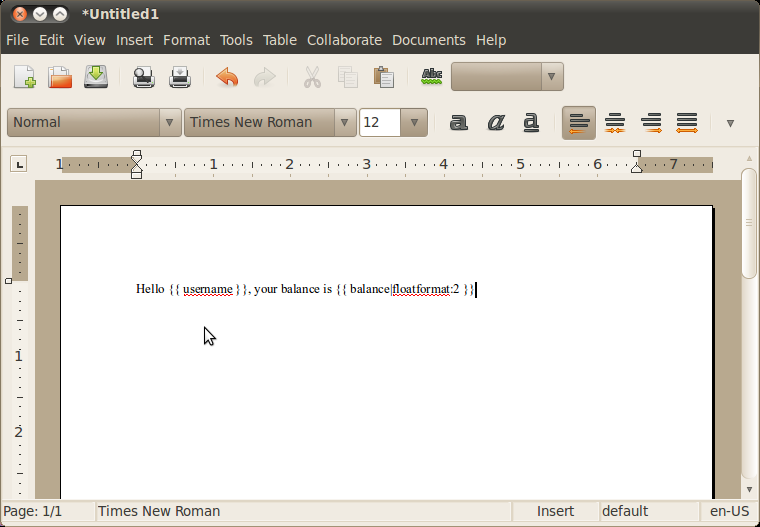 *Untitled1
File Edit View Insert Format Tools Table Collaborate Documents Help
Abc
Normal Times New Roman 12 a a a
1 1 2 3 4 5 6 7
Hello {{ username }}, your balance is {{ balance|floatformat:2 }}
1
2
Page: 1/1 Times New Roman Insert default en-US